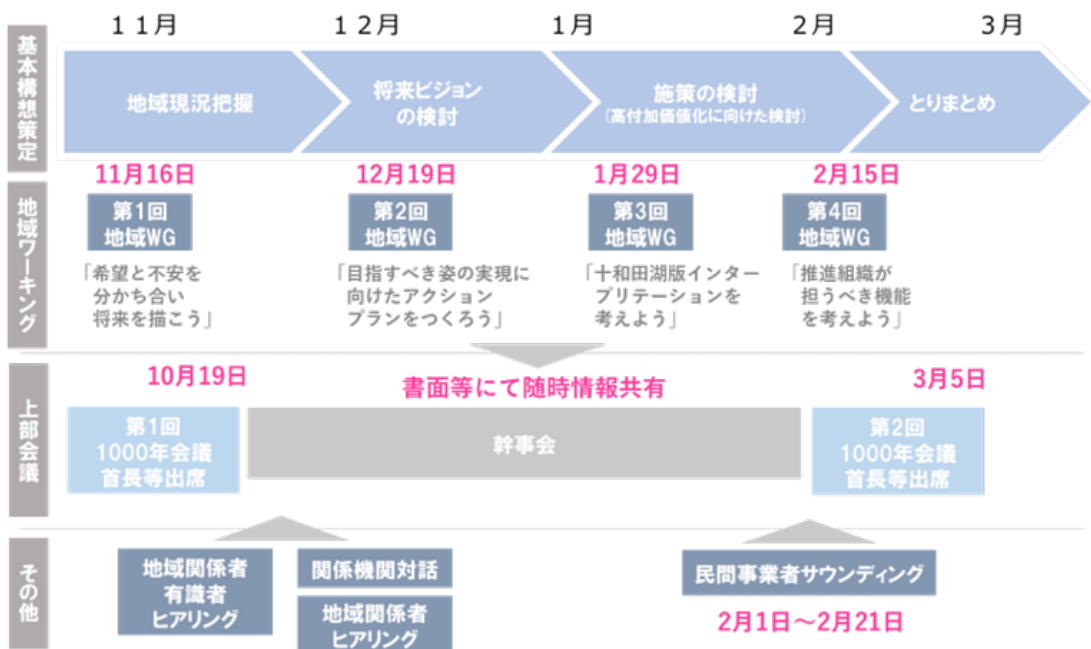 11月
12月
1月
2月
3月
基本構想策定
地域現況把握
将来ビジョン
の検討
施策の検討
(高付加価値化に向けた検討)
とりまとめ
地域ワーキング
11月16日
12月19日
1月29日
2月15日
第1回
地域WG
第2回
地域WG
第3回
地域WG
第4回
地域WG
「希望と不安を
分かち合い
将来を描こう」
「目指すべき姿の実現に
向けたアクション
プランをつくろう」
「十和田湖版インター
プリテーションを
考えよう」
「推進組織が
担うべき機能
を考えよう」
上部会議
10月19日
書面等にて随時情報共有
3月5日
第1回
1000年会議
首長等出席
幹事会
第2回
1000年会議
首長等出席
その他
地域関係者
有識者
ヒアリング
関係機関対話
地域関係者
ヒアリング
民間事業者サウンディング
2月1日～2月21日